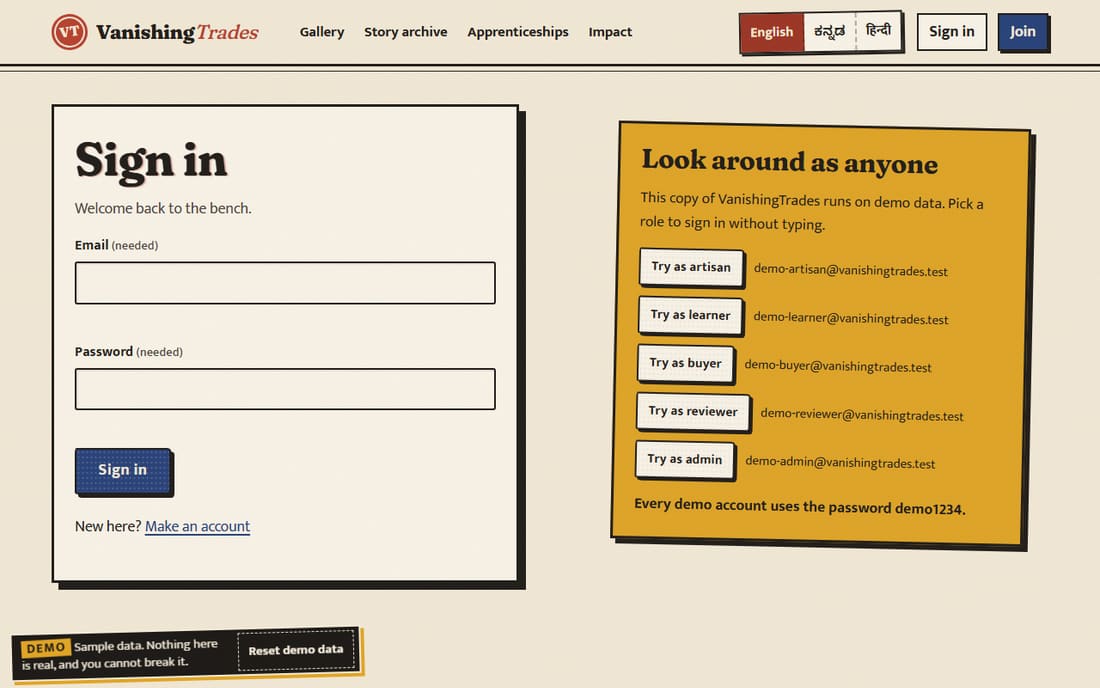 VT VanishingTrades Gallery Story archive Apprenticeships Impact English ಕನ್ನಡ हिन्दी Sign in Join
Sign in
Welcome back to the bench.
Email (needed)
Password (needed)
Sign in
New here? Make an account
Look around as anyone
This copy of VanishingTrades runs on demo data. Pick a
role to sign in without typing.
Try as artisan demo-artisan@vanishingtrades.test
Try as learner demo-learner@vanishingtrades.test
Try as buyer demo-buyer@vanishingtrades.test
Try as reviewer demo-reviewer@vanishingtrades.test
Try as admin demo-admin@vanishingtrades.test
Every demo account uses the password demo1234.
DEMO Sample data. Nothing here
is real, and you cannot break it.
Reset demo data